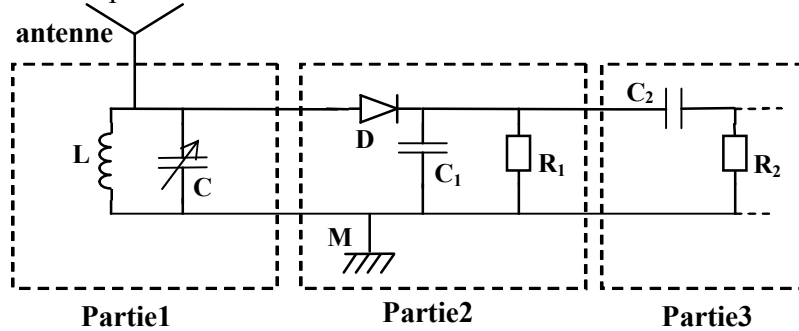 antenne
C₂
L
C
D
C₁
R₁
R₂
M
Partie1
Partie2
Partie3